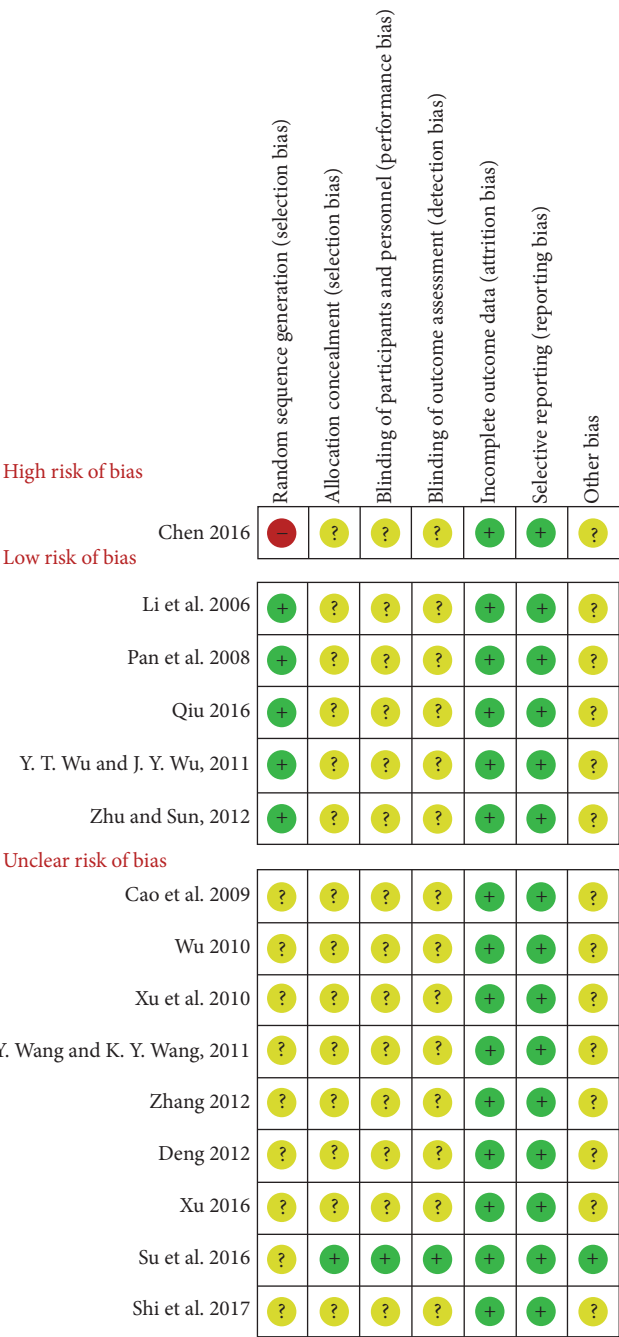 Random sequence generation (selection bias)
Allocation concealment (selection bias)
Blinding of participants and personnel (performance bias)
Blinding of outcome assessment (detection bias)
Incomplete outcome data (attrition bias)
Selective reporting (reporting bias)
Other bias
High risk of bias
Chen 2016 − ? ? ? + + ?
Low risk of bias
Li et al. 2006 + ? ? ? + + ?
Pan et al. 2008 + ? ? ? + + ?
Qiu 2016 + ? ? ? + + ?
Y. T. Wu and J. Y. Wu, 2011 + ? ? ? + + ?
Zhu and Sun, 2012 + ? ? ? + + ?
Unclear risk of bias
Cao et al. 2009 ? ? ? ? + + ?
Wu 2010 ? ? ? ? + + ?
Xu et al. 2010 ? ? ? ? + + ?
Y. Wang and K. Y. Wang, 2011 ? ? ? ? + + ?
Zhang 2012 ? ? ? ? + + ?
Deng 2012 ? ? ? ? + + ?
Xu 2016 ? ? ? ? + + ?
Su et al. 2016 ? + + + + + +
Shi et al. 2017 ? ? ? ? + + ?